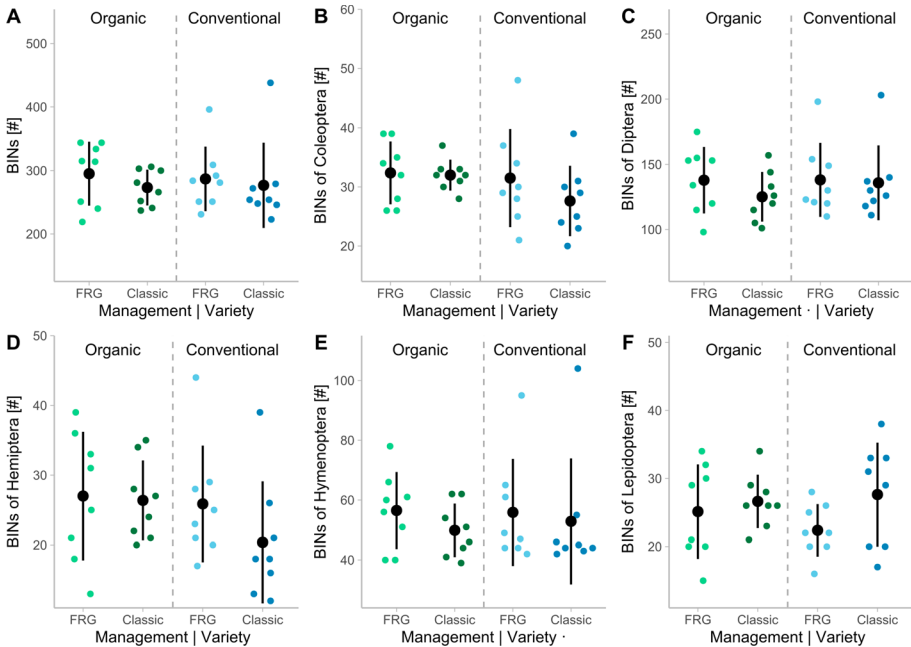 A
Organic Conventional
BINs [#]
500
400
300
200
FRG Classic FRG Classic
Management | Variety
B
Organic Conventional
BINs of Coleoptera [#]
60
50
40
30
20
FRG Classic FRG Classic
Management | Variety
C
Organic Conventional
BINs of Diptera [#]
250
200
150
100
FRG Classic FRG Classic
Management · | Variety
D
Organic Conventional
BINs of Hemiptera [#]
50
40
30
20
FRG Classic FRG Classic
Management | Variety
E
Organic Conventional
BINs of Hymenoptera [#]
100
80
60
40
FRG Classic FRG Classic
Management | Variety ·
F
Organic Conventional
BINs of Lepidoptera [#]
50
40
30
20
FRG Classic FRG Classic
Management | Variety